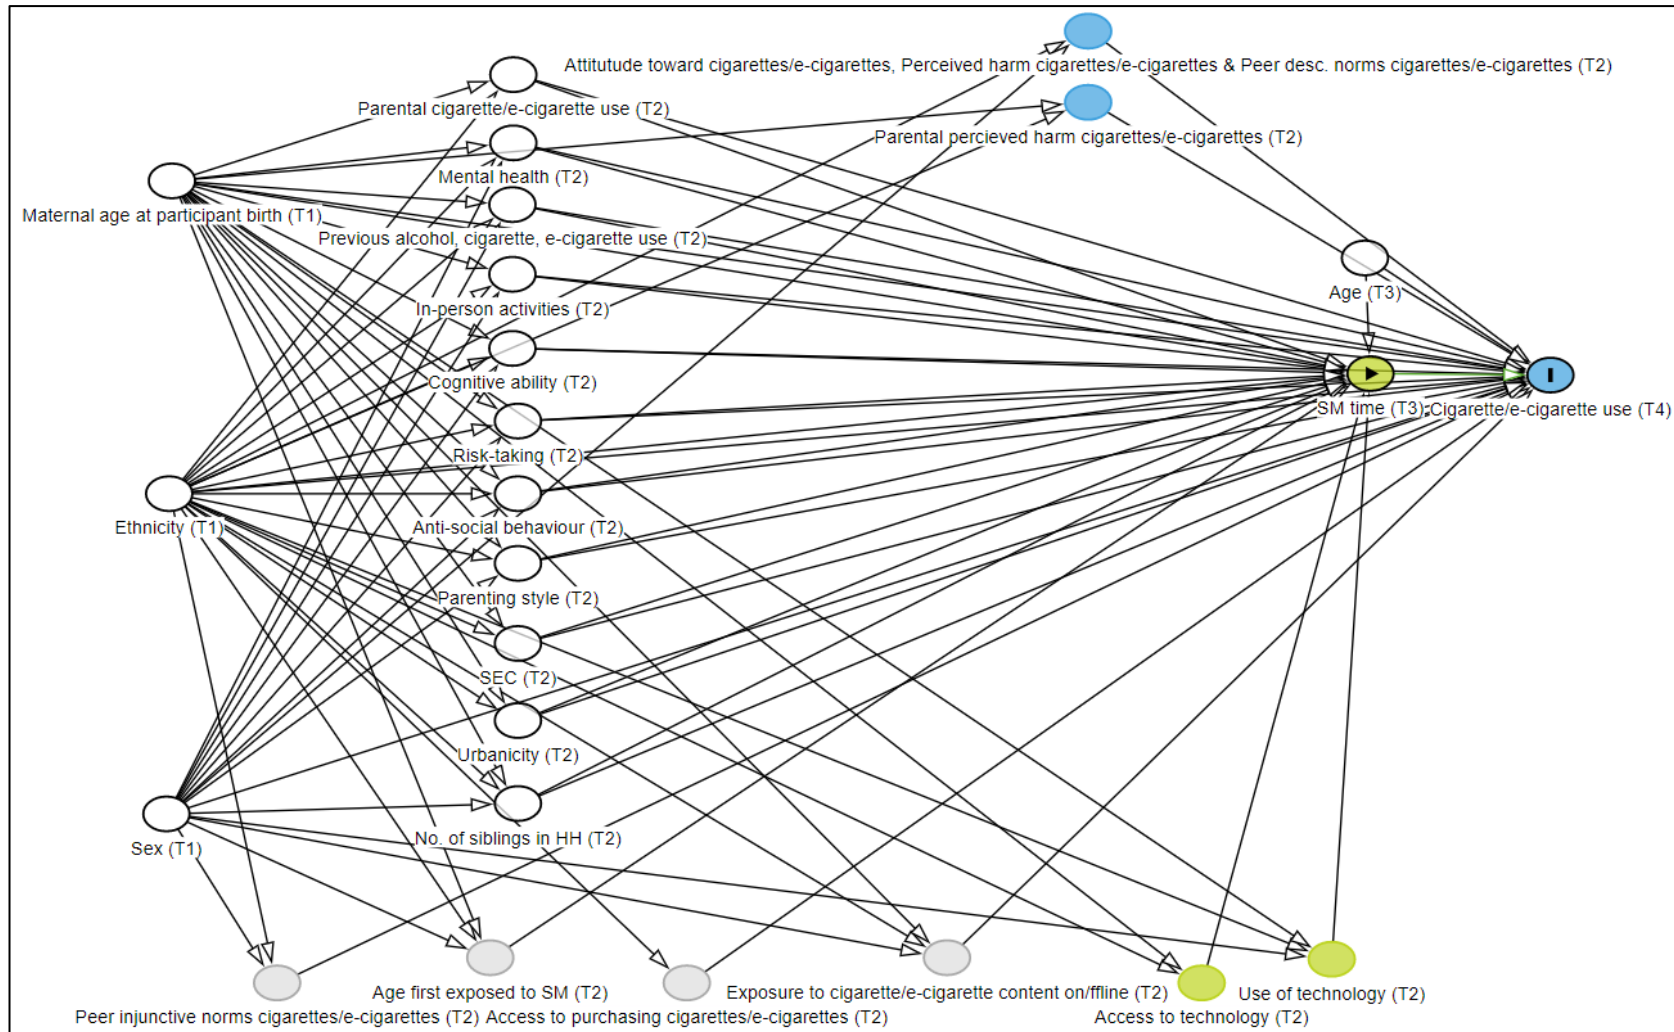 Attitutude toward cigarettes/e-cigarettes, Perceived harm cigarettes/e-cigarettes & Peer desc. norms cigarettes/e-cigarettes (T2)
Parental cigarette/e-cigarette use (T2)
Parental percieved harm cigarettes/e-cigarettes (T2)
Mental health (T2)
Maternal age at participant birth (T1)
Previous alcohol, cigarette, e-cigarette use (T2)
Age (T3)
In-person activities (T2)
Cognitive ability (T2)
SM time (T3)
Cigarette/e-cigarette use (T4)
Risk-taking (T2)
Ethnicity (T1)
Anti-social behaviour (T2)
Parenting style (T2)
SEC (T2)
Urbanicity (T2)
No. of siblings in HH (T2)
Sex (T1)
Age first exposed to SM (T2)
Exposure to cigarette/e-cigarette content on/ffline (T2)
Use of technology (T2)
Peer injunctive norms cigarettes/e-cigarettes (T2)
Access to purchasing cigarettes/e-cigarettes (T2)
Access to technology (T2)